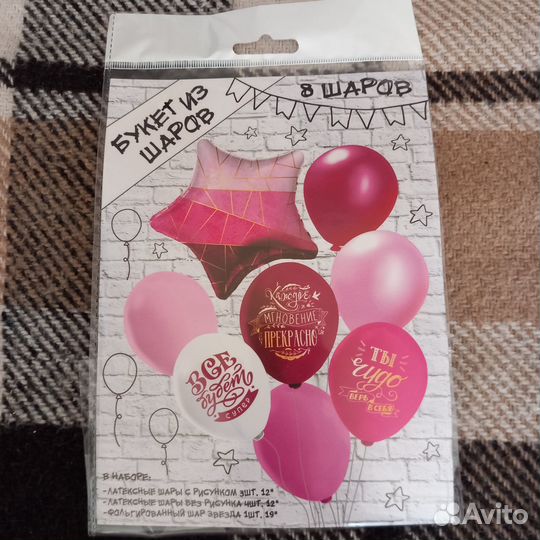 БУКЕТ ИЗ
ШАРОВ
8 ШАРОВ
Каждое
МГНОВЕНИЕ
ПРЕКРАСНО
ВСЕ
будет
СУПЕР
ТЫ
чудо
ВЕРЬ В СЕБЯ
В НАБОРЕ:
-ЛАТЕКСНЫЕ ШАРЫ С РИСУНКОМ 3ШТ. 12"
-ЛАТЕКСНЫЕ ШАРЫ БЕЗ РИСУНКА 4ШТ. 12"
-ФОЛЬГИРОВАННЫЙ ШАР ЗВЕЗДА 1ШТ. 19"
Avito